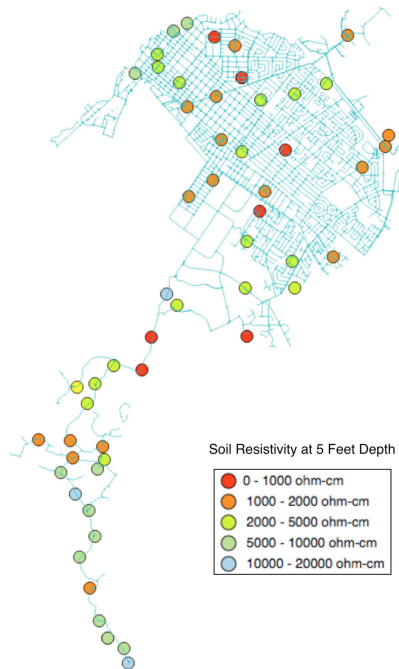 Soil Resistivity at 5 Feet Depth
0 - 1000 ohm-cm
1000 - 2000 ohm-cm
2000 - 5000 ohm-cm
5000 - 10000 ohm-cm
10000 - 20000 ohm-cm